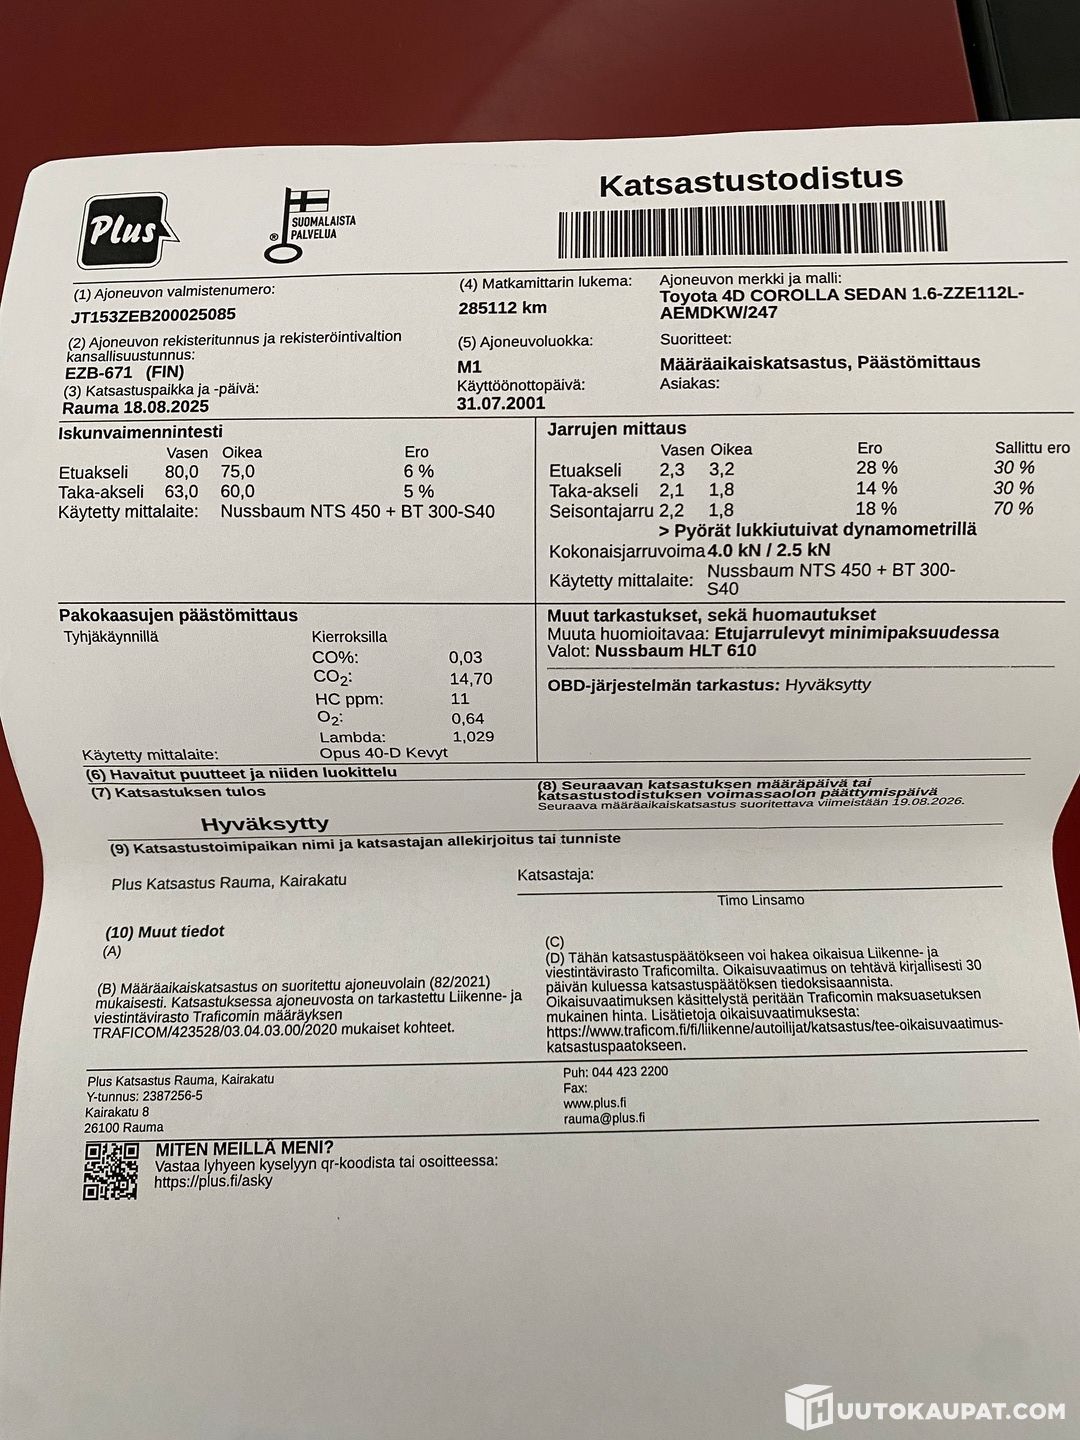 Katsastustodistus
Plus
SUOMALAISTA
PALVELUA
®
(1) Ajoneuvon valmistenumero:
JT153ZEB200025085
(2) Ajoneuvon rekisteritunnus ja rekisteröintivaltion
kansallisuustunnus:
EZB-671 (FIN)
(3) Katsastuspaikka ja -päivä:
Rauma 18.08.2025
(4) Matkamittarin lukema:
285112 km
(5) Ajoneuvoluokka:
M1
Käyttöönottopäivä:
31.07.2001
Ajoneuvon merkki ja malli:
Toyota 4D COROLLA SEDAN 1.6-ZZE112L-
AEMDKW/247
Suoritteet:
Määräaikaiskatsastus, Päästömittaus
Asiakas:
Iskunvaimennintesti
Vasen Oikea Ero
Etuakseli 80,0 75,0 6 %
Taka-akseli 63,0 60,0 5 %
Käytetty mittalaite: Nussbaum NTS 450 + BT 300-S40
Jarrujen mittaus
Vasen Oikea Ero Sallittu ero
Etuakseli 2,3 3,2 28 % 30 %
Taka-akseli 2,1 1,8 14 % 30 %
Seisontajarru 2,2 1,8 18 % 70 %
> Pyörät lukkiutuivat dynamometrillä
Kokonaisjarruvoima 4.0 kN / 2.5 kN
Käytetty mittalaite: Nussbaum NTS 450 + BT 300-
S40
Pakokaasujen päästömittaus
Tyhjäkäynnillä Kierroksilla
CO%: 0,03
CO2: 14,70
HC ppm: 11
O2: 0,64
Lambda: 1,029
Käytetty mittalaite: Opus 40-D Kevyt
Muut tarkastukset, sekä huomautukset
Muuta huomioitavaa: Etujarrulevyt minimipaksuudessa
Valot: Nussbaum HLT 610
OBD-järjestelmän tarkastus: Hyväksytty
(6) Havaitut puutteet ja niiden luokittelu
(7) Katsastuksen tulos
Hyväksytty
(8) Seuraavan katsastuksen määräpäivä tai
katsastustodistuksen voimassaolon päättymispäivä
Seuraava määräaikaiskatsastus suoritettava viimeistään 19.08.2026.
(9) Katsastustoimipaikan nimi ja katsastajan allekirjoitus tai tunniste
Plus Katsastus Rauma, Kairakatu
Katsastaja:
Timo Linsamo
(10) Muut tiedot
(A)
(B) Määräaikaiskatsastus on suoritettu ajoneuvolain (82/2021)
mukaisesti. Katsastuksessa ajoneuvosta on tarkastettu Liikenne- ja
viestintävirasto Traficomin määräyksen
TRAFICOM/423528/03.04.03.00/2020 mukaiset kohteet.
(C)
(D) Tähän katsastuspäätökseen voi hakea oikaisua Liikenne- ja
viestintävirasto Traficomilta. Oikaisuvaatimus on tehtävä kirjallisesti 30
päivän kuluessa katsastuspäätöksen tiedoksisaannista.
Oikaisuvaatimuksen käsittelystä peritään Traficomin maksuasetuksen
mukainen hinta. Lisätietoja oikaisuvaatimuksesta:
https://www.traficom.fi/fi/liikenne/autoilijat/katsastus/tee-oikaisuvaatimus-
katsastuspaatokseen.
Plus Katsastus Rauma, Kairakatu
Y-tunnus: 2387256-5
Kairakatu 8
26100 Rauma
Puh: 044 423 2200
Fax:
www.plus.fi
rauma@plus.fi
MITEN MEILLÄ MENI?
Vastaa lyhyeen kyselyyn qr-koodista tai osoitteessa:
https://plus.fi/asky
HUUTOKAUPAT.COM